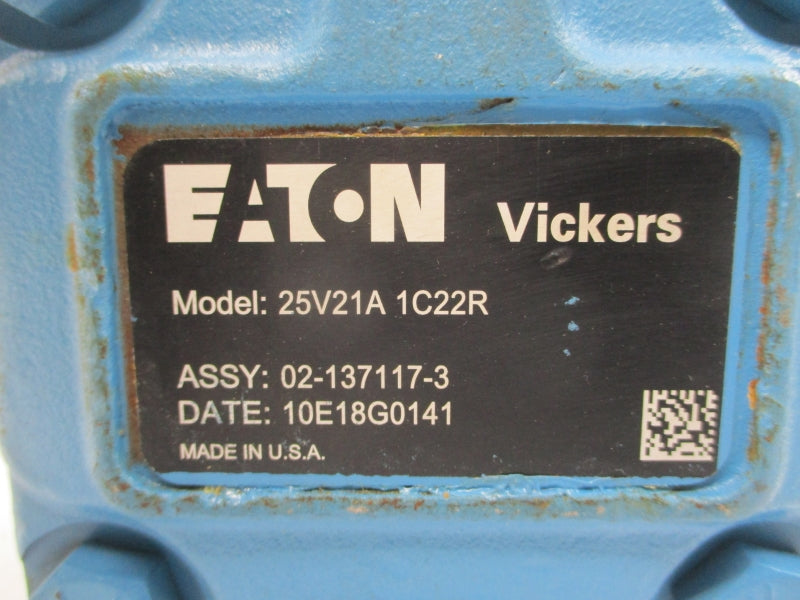 EATON Vickers
Model: 25V21A 1C22R
ASSY: 02-137117-3
DATE: 10E18G0141
MADE IN U.S.A.